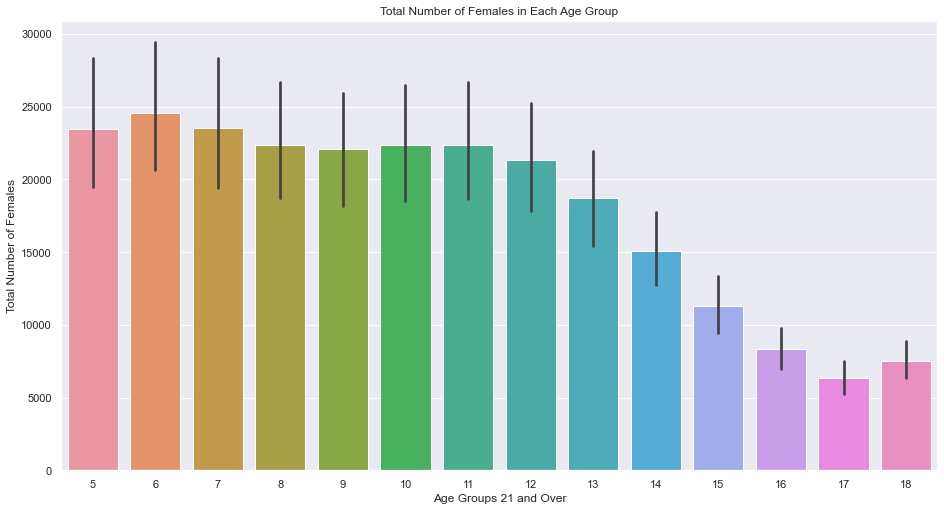 Total Number of Females in Each Age Group
Total Number of Females
30000
25000
20000
15000
10000
5000
0
5 6 7 8 9 10 11 12 13 14 15 16 17 18
Age Groups 21 and Over